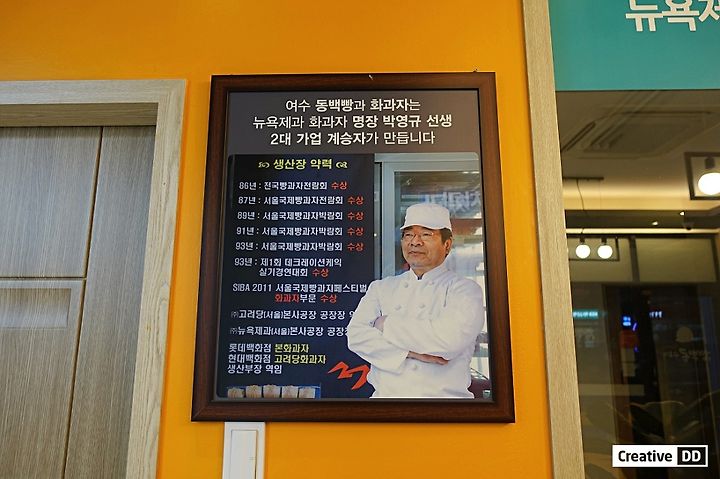 여수 동백빵과 화과자는
뉴욕제과 화과자 명장 박영규 선생
2대 가업 계승자가 만듭니다
생산장 약력
86년 : 전국빵과자전람회 수상
87년 : 서울국제빵과자전람회 수상
89년 : 서울국제빵과자박람회 수상
91년 : 서울국제빵과자박람회 수상
93년 : 서울국제빵과자박람회 수상
93년 : 제1회 데크레이션케익
실기경연대회 수상
SIBA 2011 서울국제빵과자페스티벌
화과자부문 수상
㈜고려당(서울)본사공장 공장장
㈜뉴욕제과(서울)본사공장 공장
롯데백화점 본화과자
현대백화점 고려당화과자
생산부장 역임
뉴욕제
Creative DD